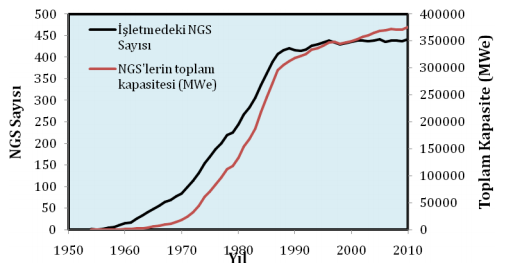 500
450
400
350
300
250
200
150
100
50
0
NGS Sayısı
İşletmedeki NGS
Sayısı
NGS'lerin toplam
kapasitesi (MWe)
400000
350000
300000
250000
200000
150000
100000
50000
0
Toplam Kapasite (MWe)
1950 1960 1970 1980 1990 2000 2010
Yıl